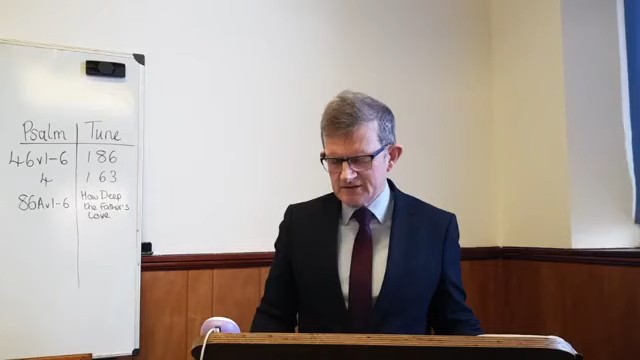 Psalm Tune
46v1-6 186
4 163
86Av1-6 How Deep
the Father's
Love